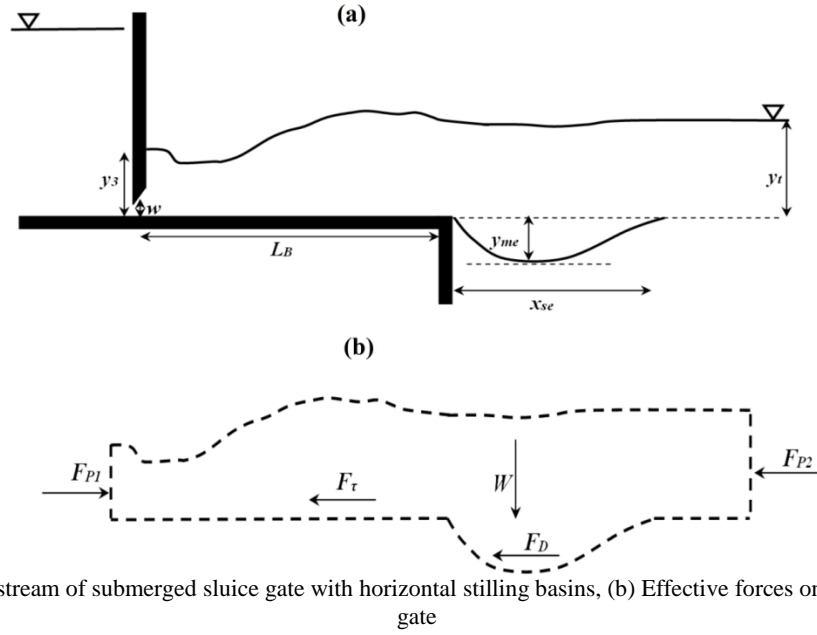 (a)
y3
w
yt
LB
yme
xse
(b)
FP1
Fτ
W
FP2
FD
stream of submerged sluice gate with horizontal stilling basins, (b) Effective forces or
gate